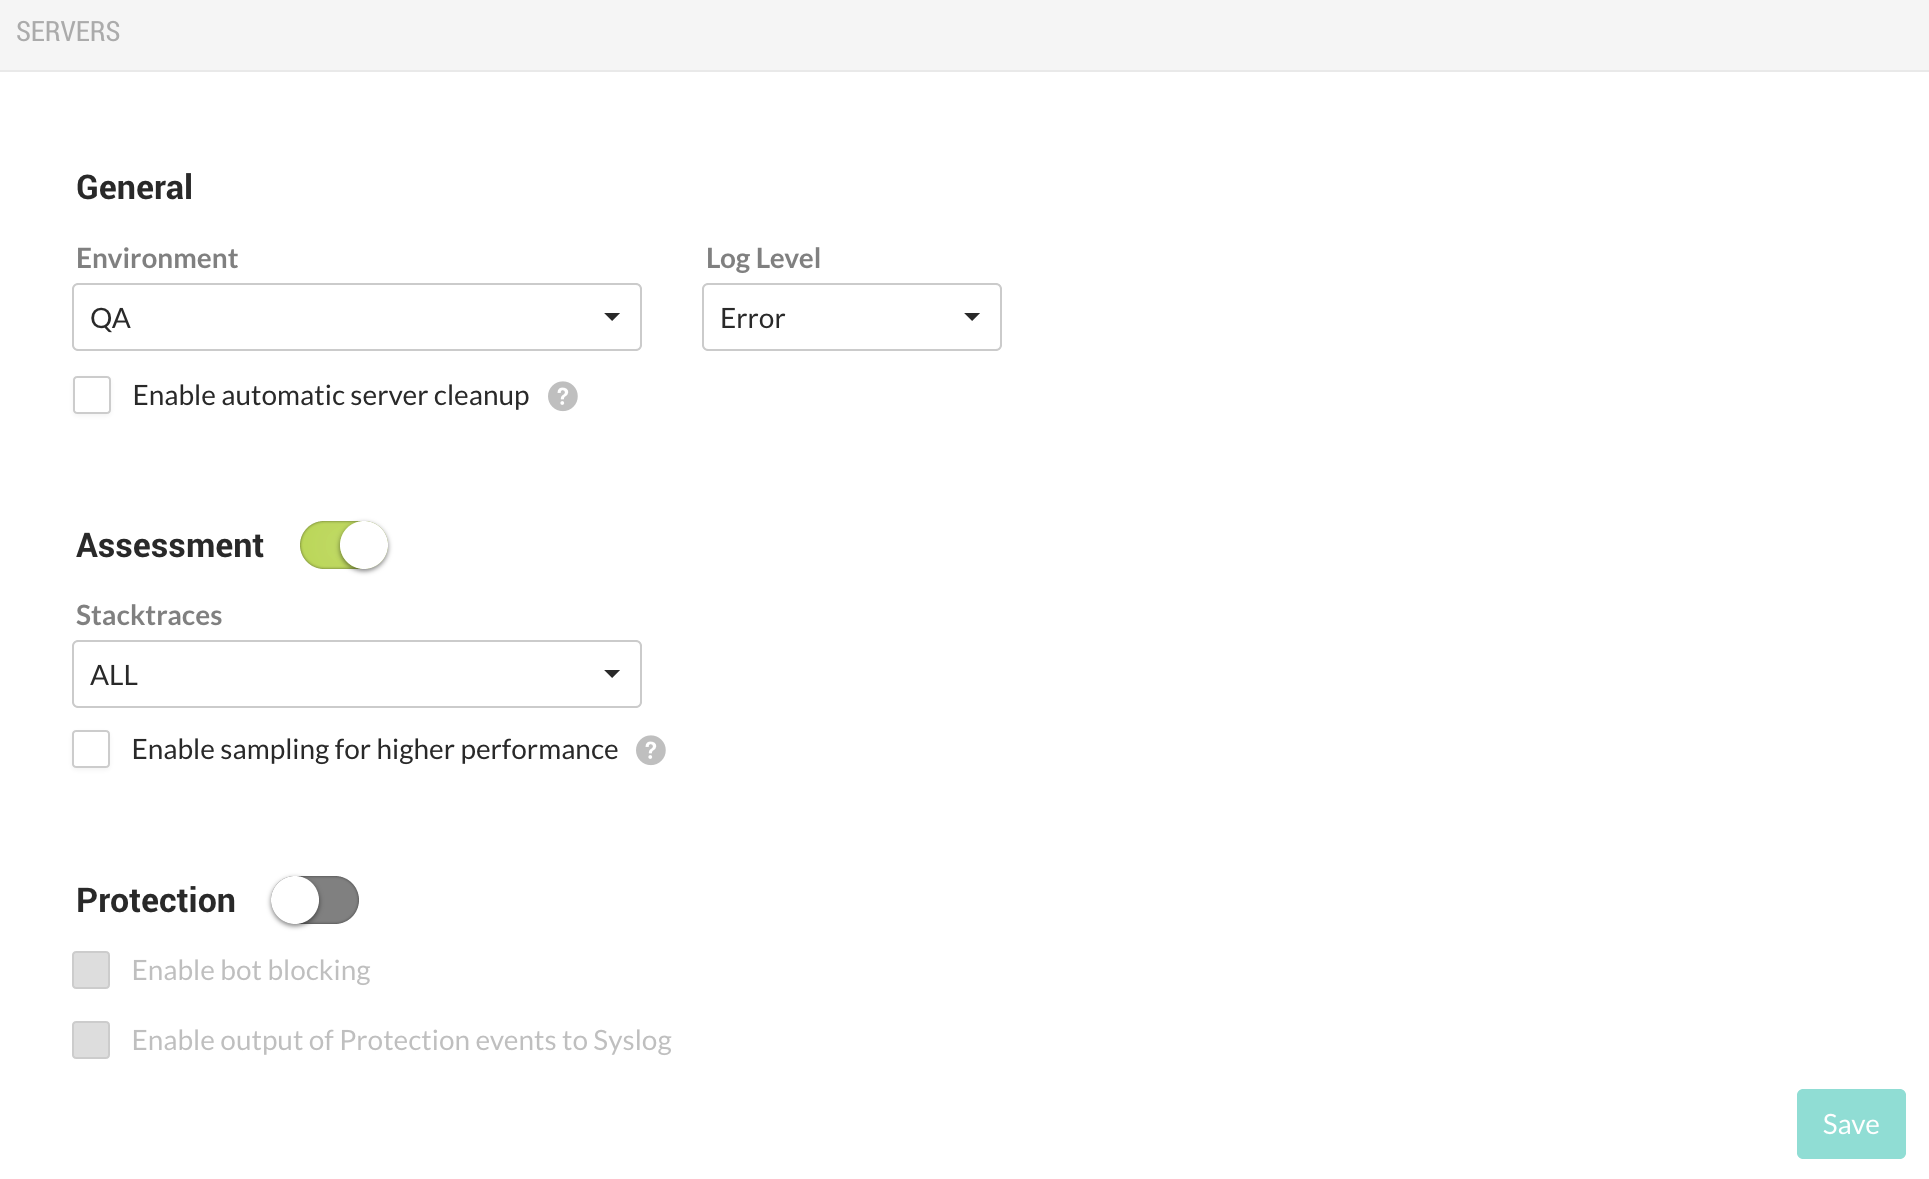 SERVERS
General
Environment
Log Level
QA
Error
Enable automatic server cleanup ?
Assessment
Stacktraces
ALL
Enable sampling for higher performance ?
Protection
Enable bot blocking
Enable output of Protection events to Syslog
Save